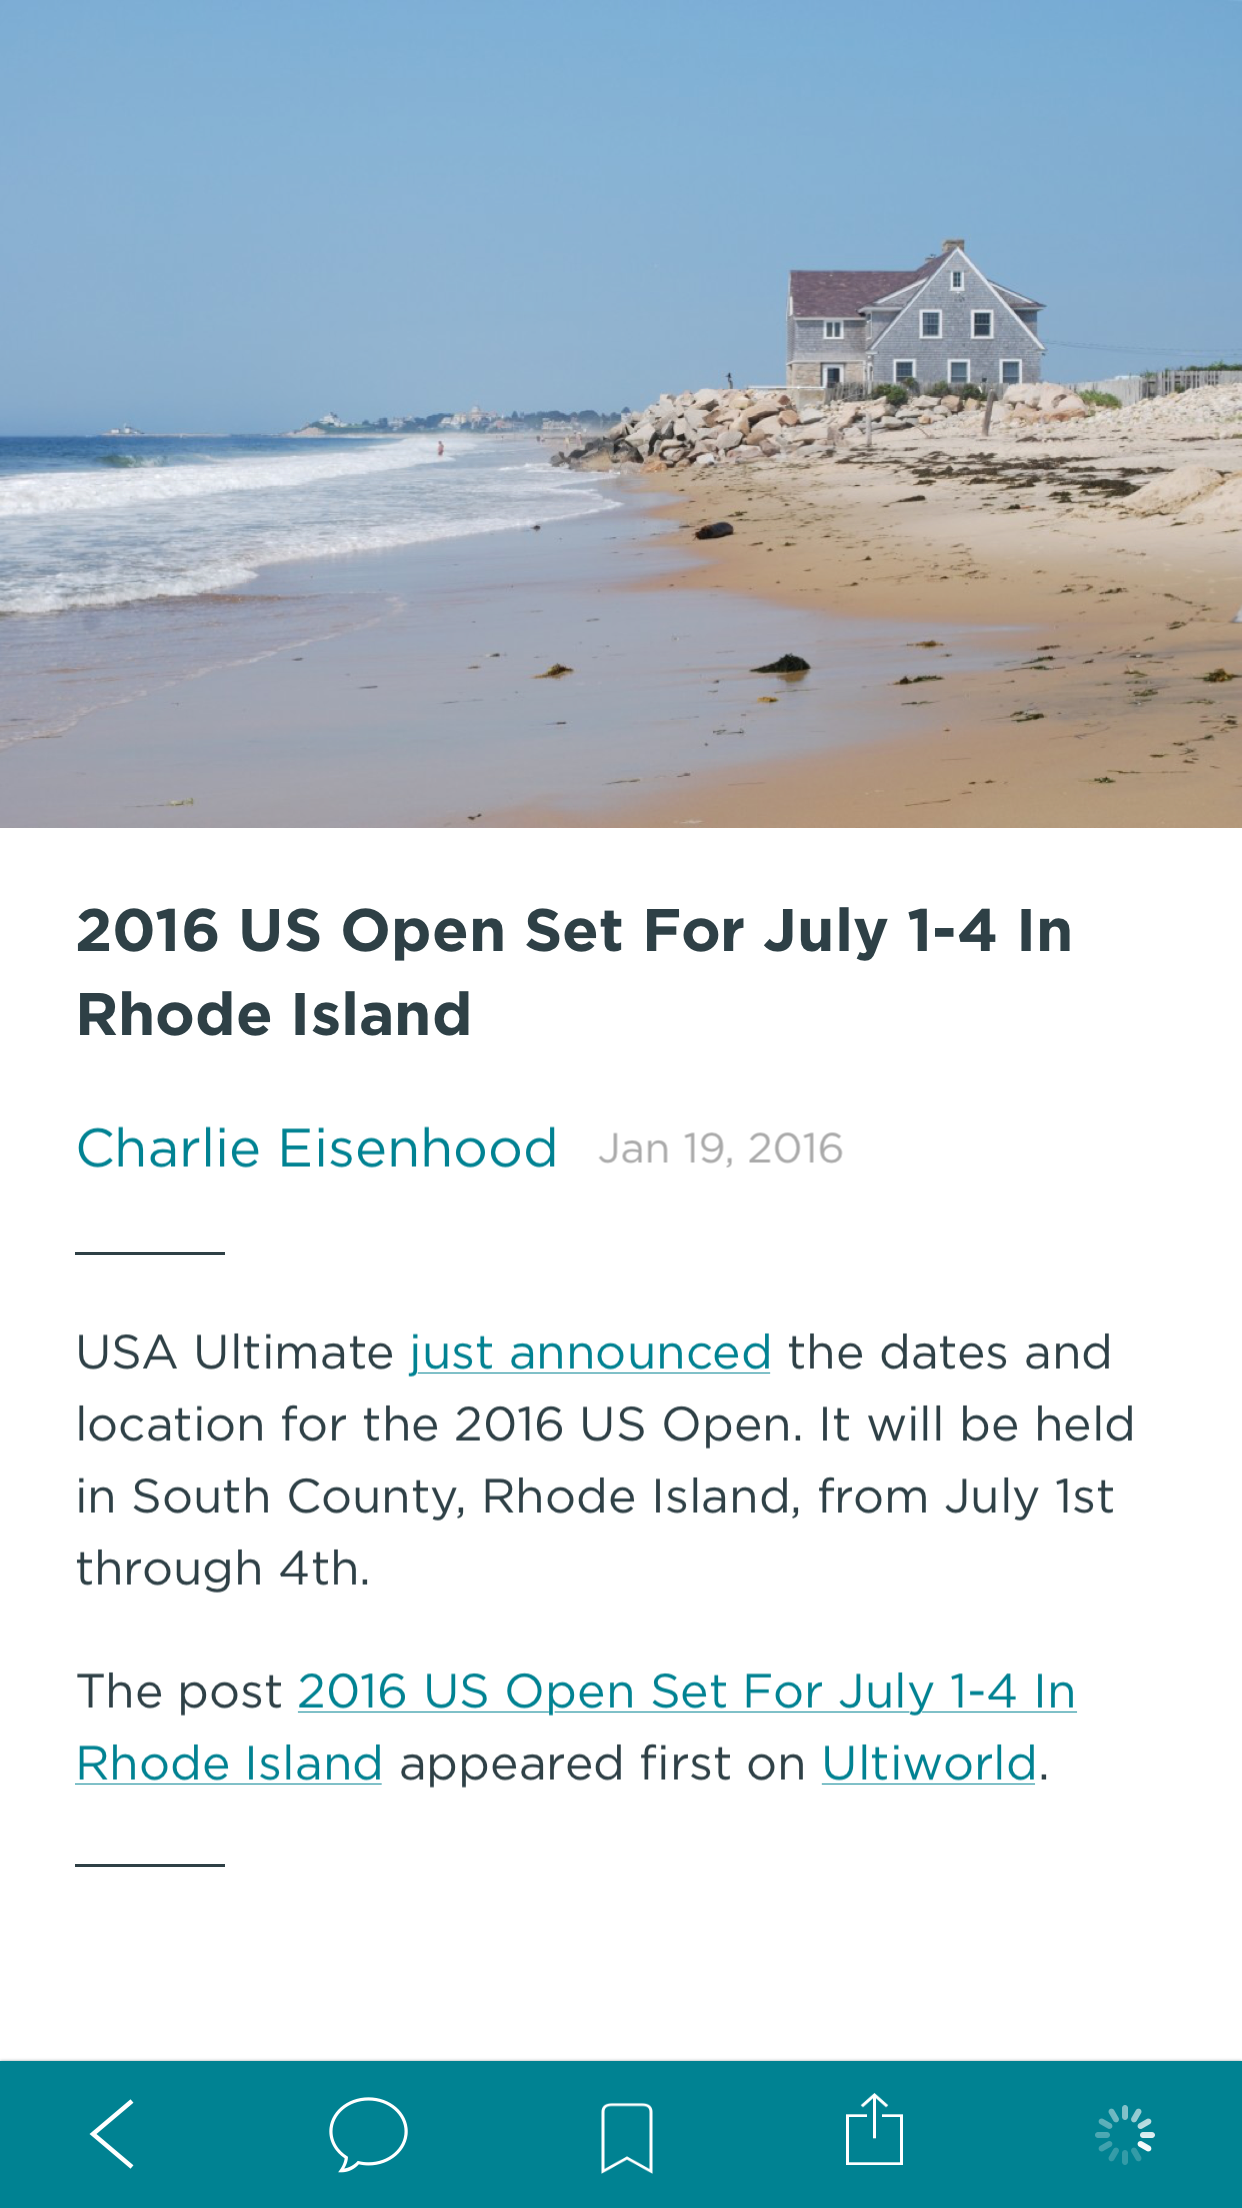 2016 US Open Set For July 1-4 In
Rhode Island
Charlie Eisenhood Jan 19, 2016
USA Ultimate just announced the dates and
location for the 2016 US Open. It will be held
in South County, Rhode Island, from July 1st
through 4th.
The post 2016 US Open Set For July 1-4 In
Rhode Island appeared first on Ultiworld.